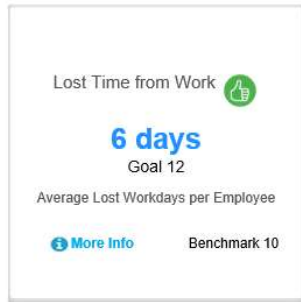 Lost Time from Work
6 days
Goal 12
Average Lost Workdays per Employee
More Info Benchmark 10